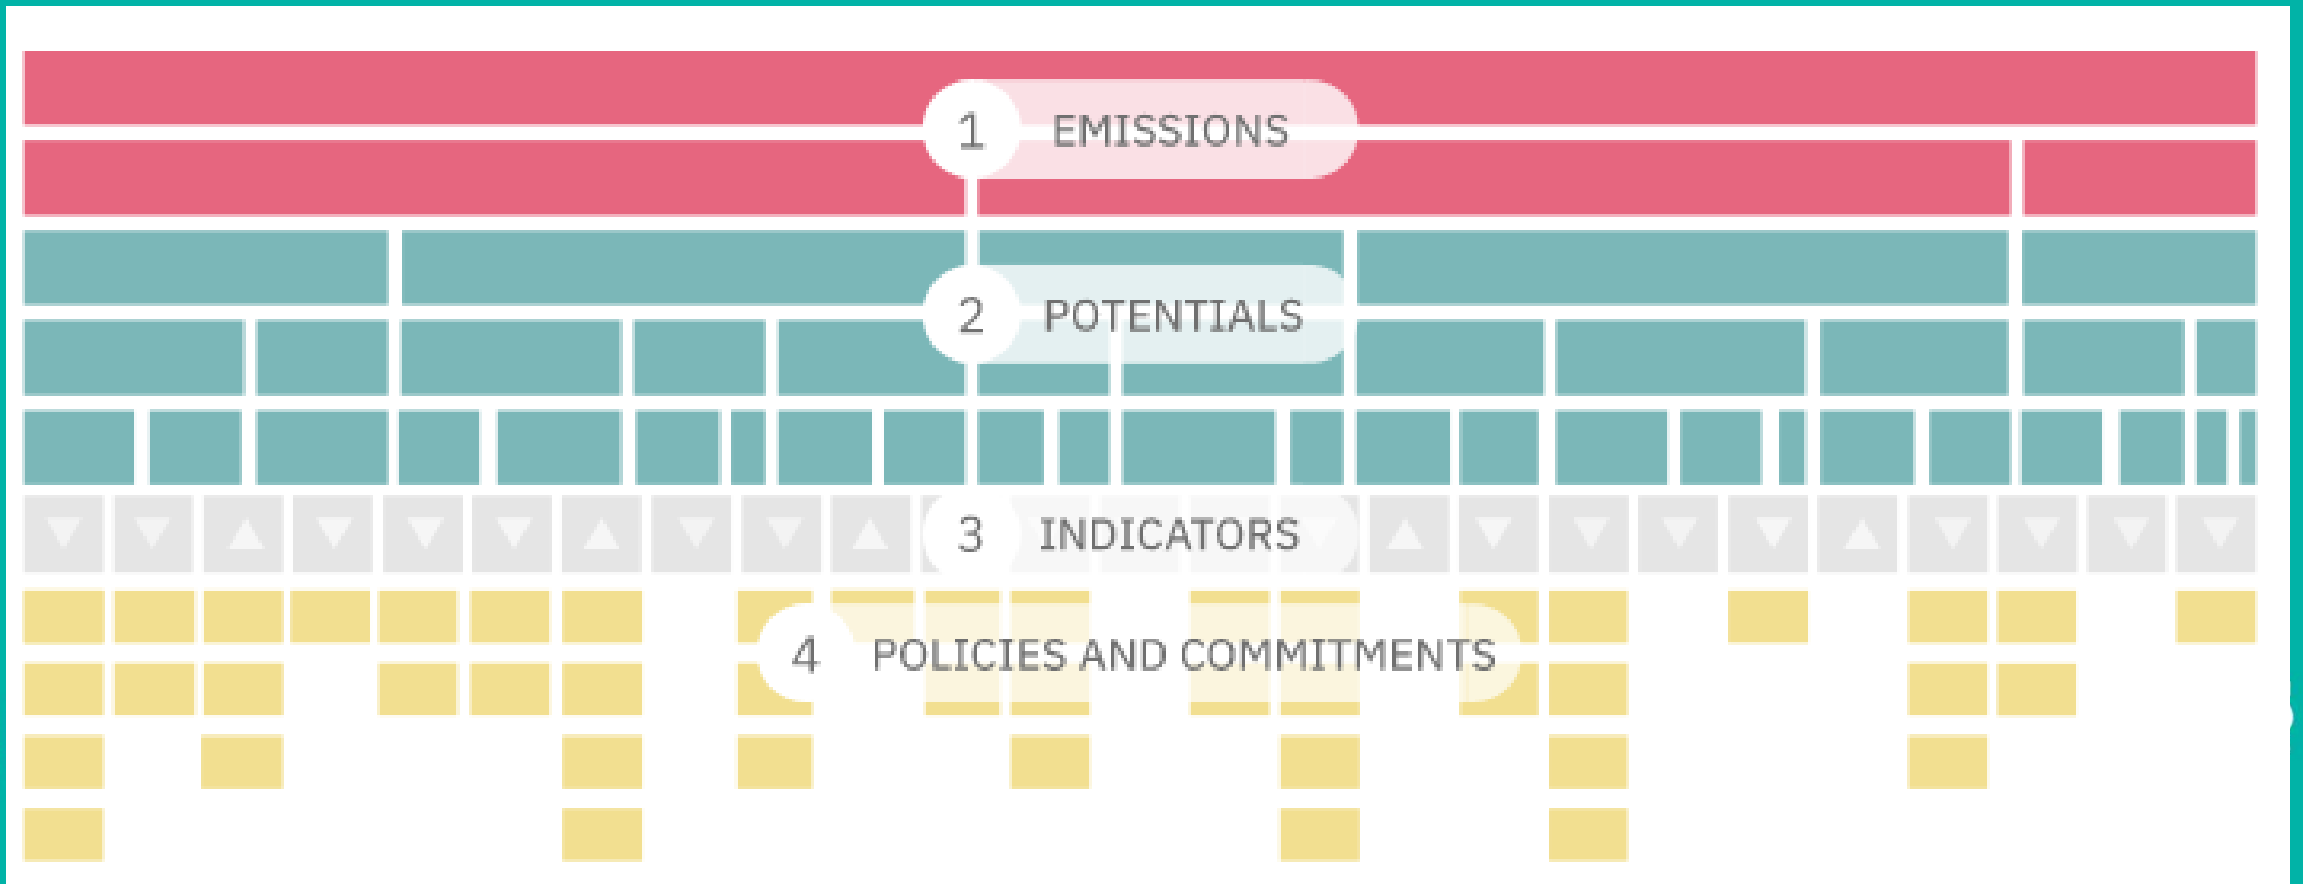 1 EMISSIONS
2 POTENTIALS
3 INDICATORS
4 POLICIES AND COMMITMENTS